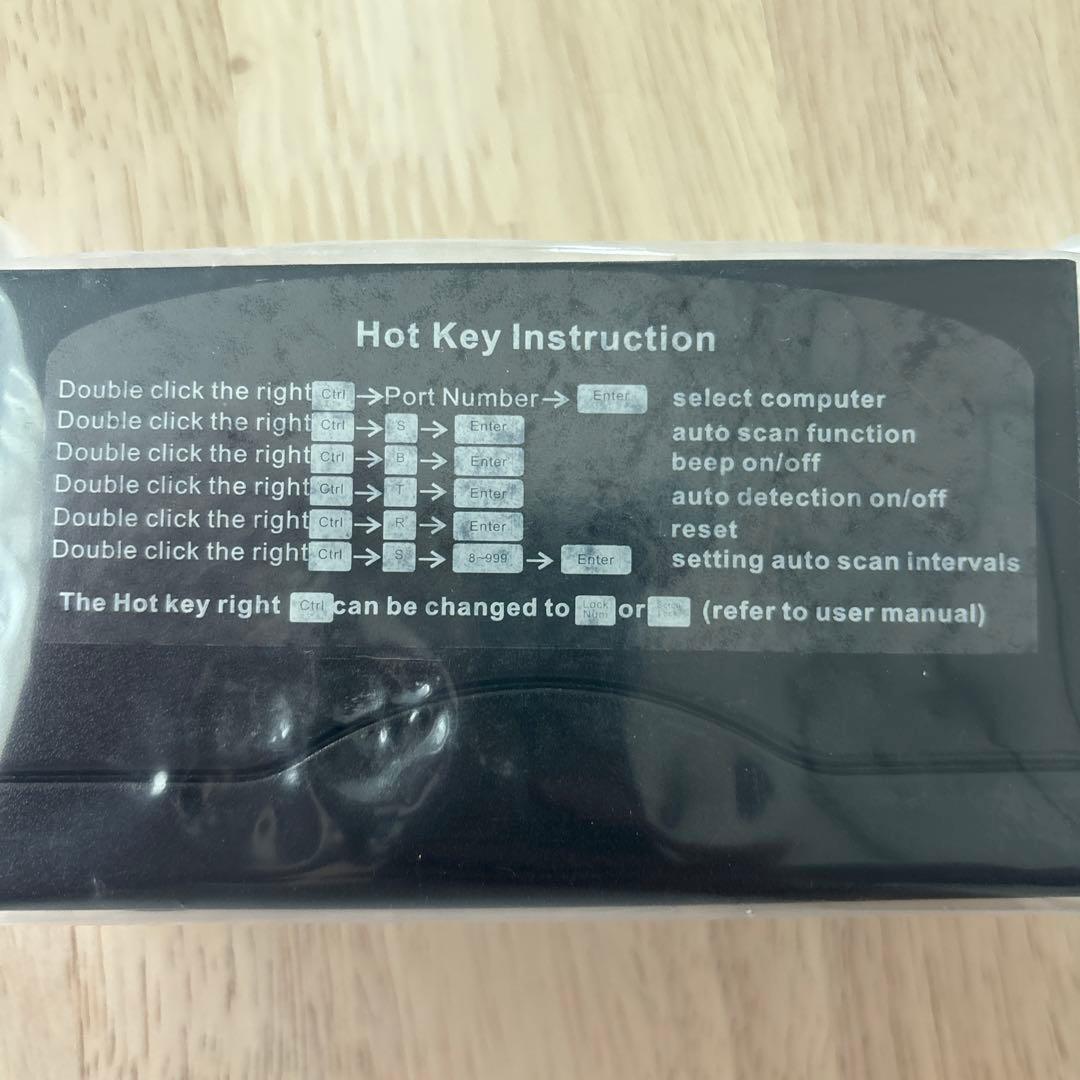 Hot Key Instruction
Double click the right Ctrl →Port Number→ Enter select computer
Double click the right Ctrl → S → Enter auto scan function
Double click the right Ctrl → B → Enter beep on/off
Double click the right Ctrl → T → Enter auto detection on/off
Double click the right Ctrl → R → Enter reset
Double click the right Ctrl → S → 8~999 → Enter setting auto scan intervals
The Hot key right Ctrl can be changed to Lock Num or (refer to user manual)